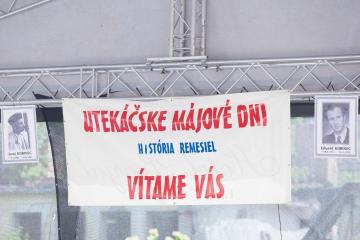 UTEKÁČSKE MÁJOVÉ DNI
HISTÓRIA REMESIEL
VÍTAME VÁS